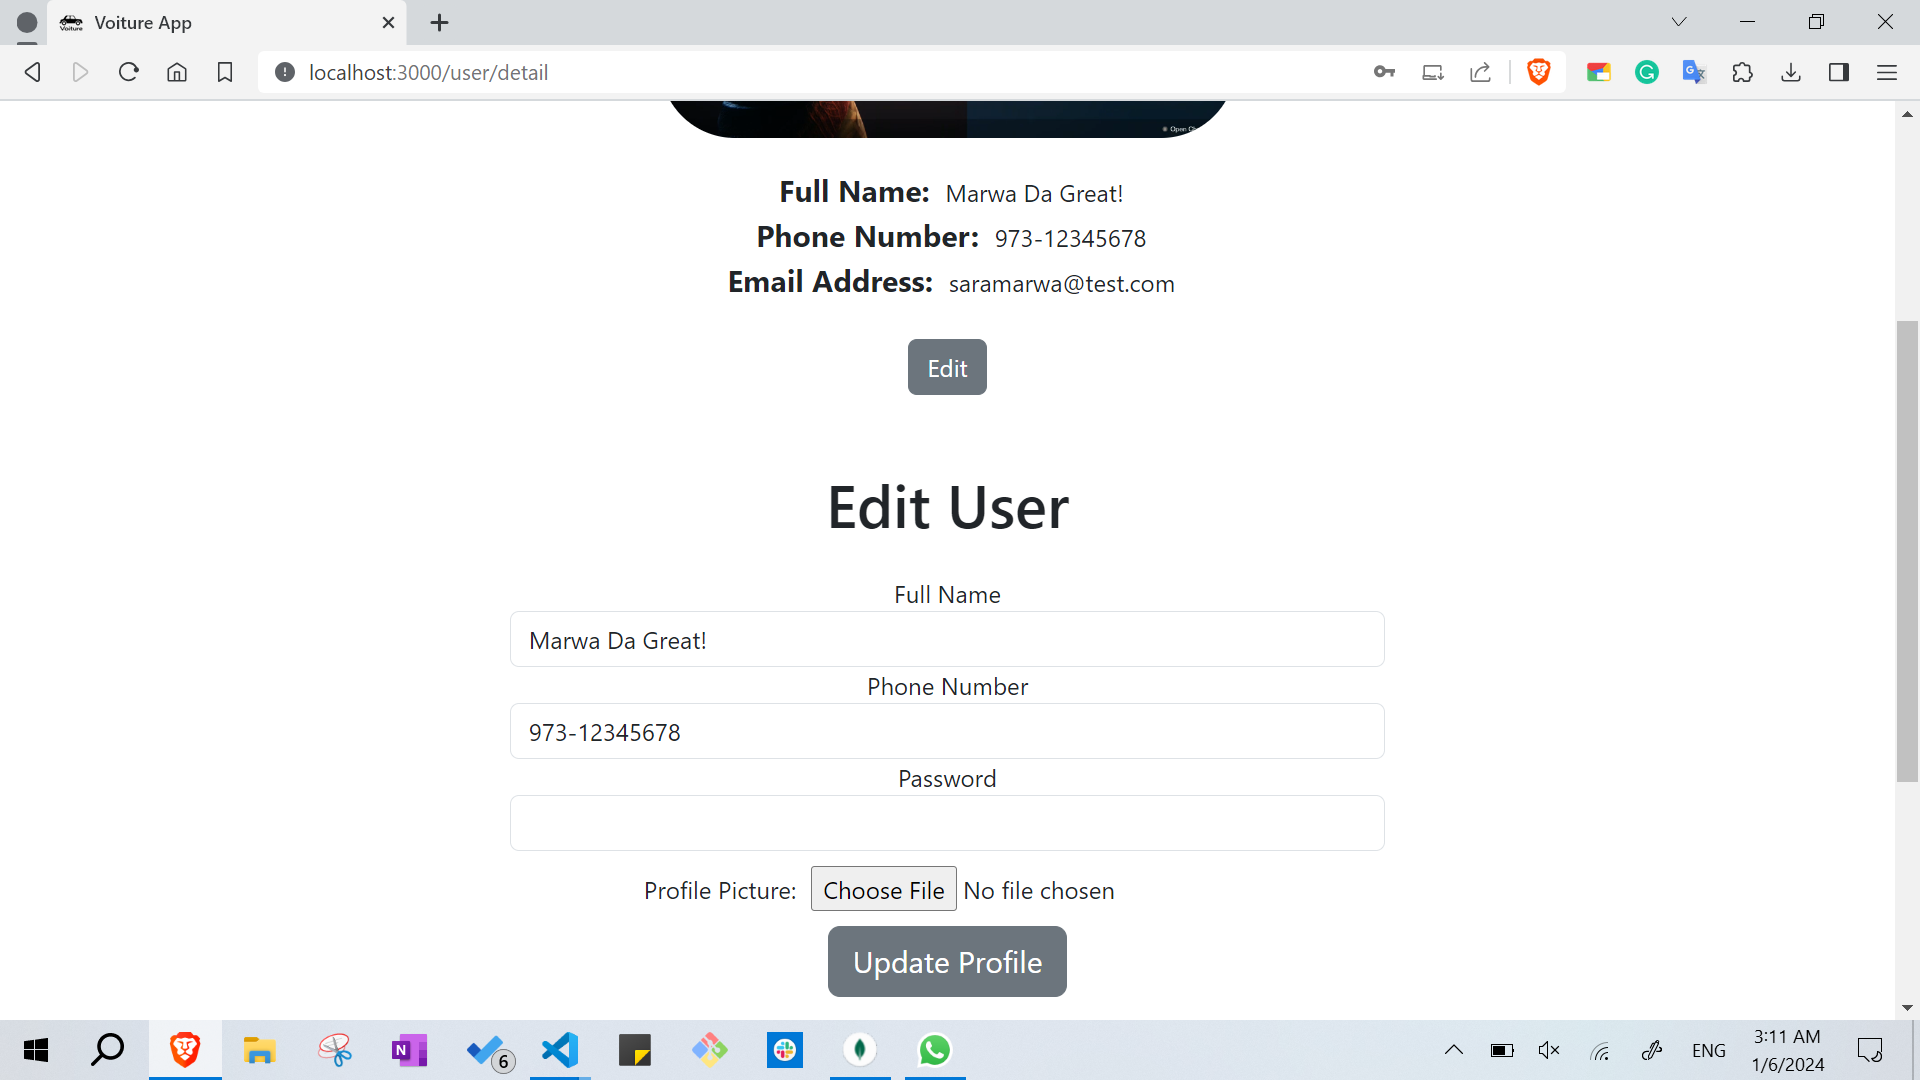 Voiture App
localhost:3000/user/detail
Full Name: Marwa Da Great!
Phone Number: 973-12345678
Email Address: saramarwa@test.com
Edit
Edit User
Full Name
Marwa Da Great!
Phone Number
973-12345678
Password
Profile Picture: Choose File No file chosen
Update Profile
6
ENG
3:11 AM
1/6/2024